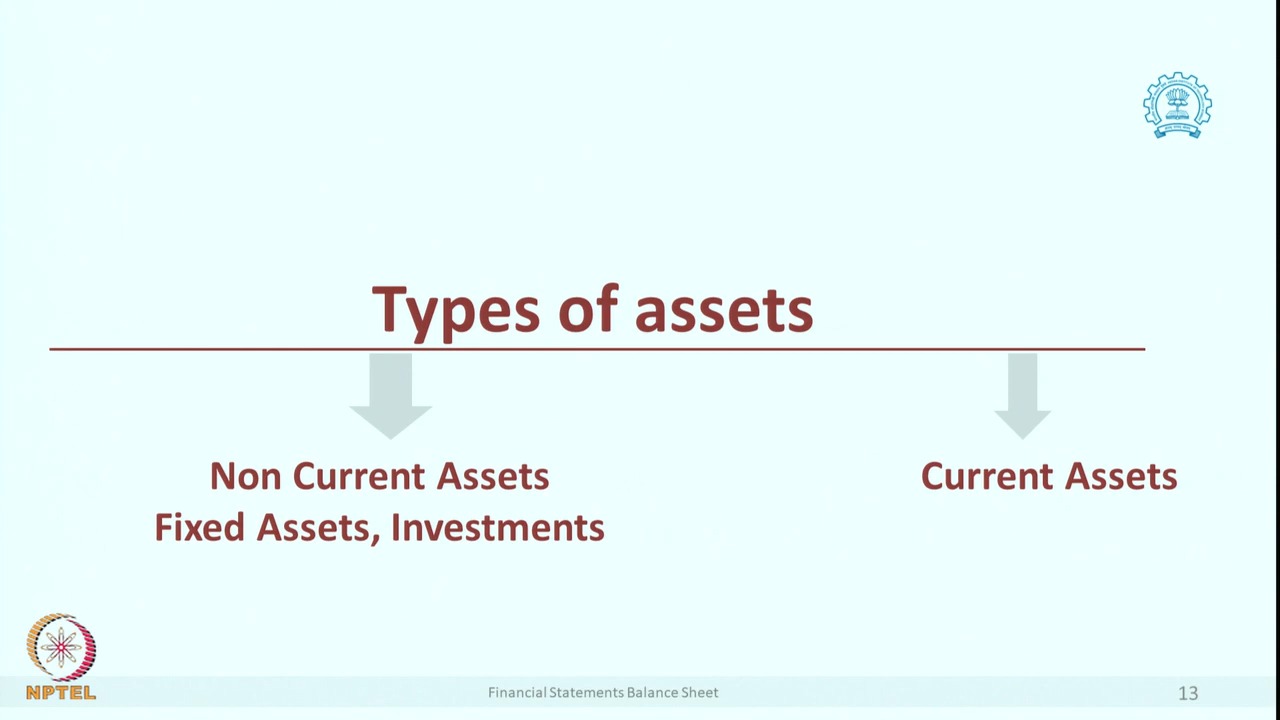 Types of assets
Non Current Assets
Fixed Assets, Investments
Current Assets
NPTEL
Financial Statements Balance Sheet
13